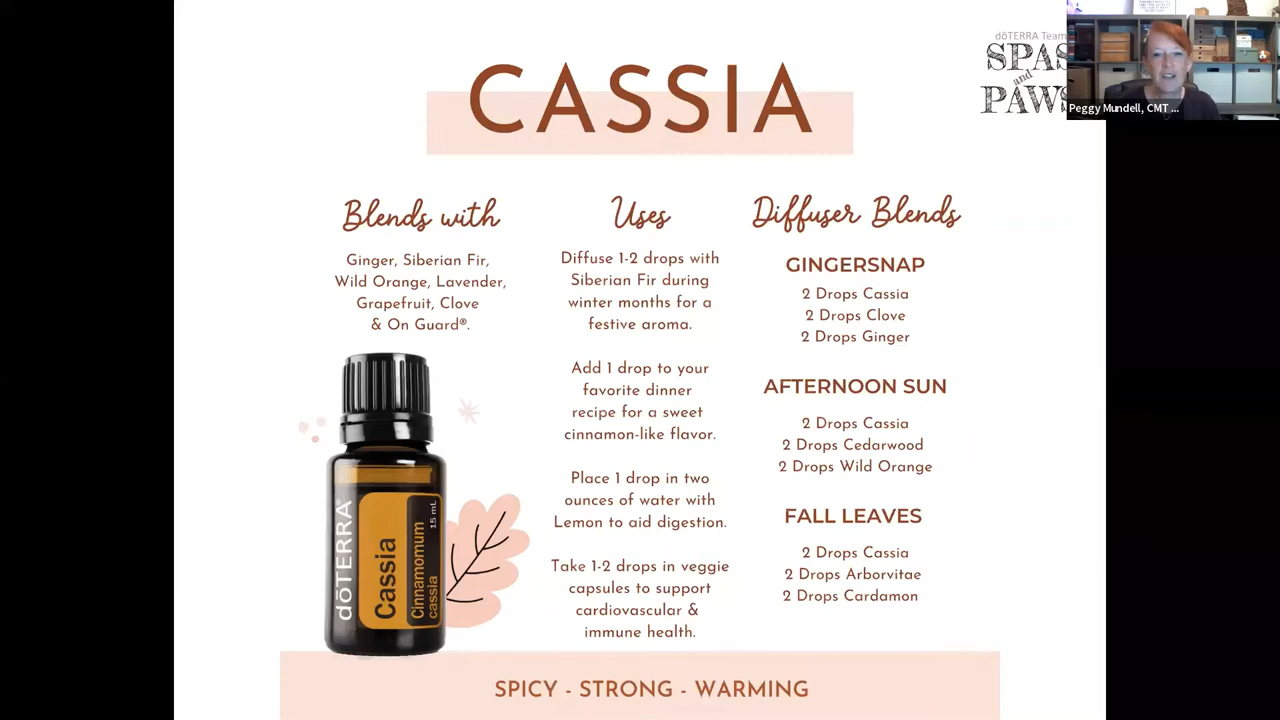 CASSIA
dōTERRA Team
SPAS
and
PAWS
Peggy Mundell, CMT ...
Blends with
Ginger, Siberian Fir,
Wild Orange, Lavender,
Grapefruit, Clove
& On Guard®.
dōTERRA®
Cassia
Cinnamomum
cassia
15 mL
Uses
Diffuse 1-2 drops with
Siberian Fir during
winter months for a
festive aroma.
Add 1 drop to your
favorite dinner
recipe for a sweet
cinnamon-like flavor.
Place 1 drop in two
ounces of water with
Lemon to aid digestion.
Take 1-2 drops in veggie
capsules to support
cardiovascular &
immune health.
Diffuser Blends
GINGERSNAP
2 Drops Cassia
2 Drops Clove
2 Drops Ginger
AFTERNOON SUN
2 Drops Cassia
2 Drops Cedarwood
2 Drops Wild Orange
FALL LEAVES
2 Drops Cassia
2 Drops Arborvitae
2 Drops Cardamon
SPICY - STRONG - WARMING